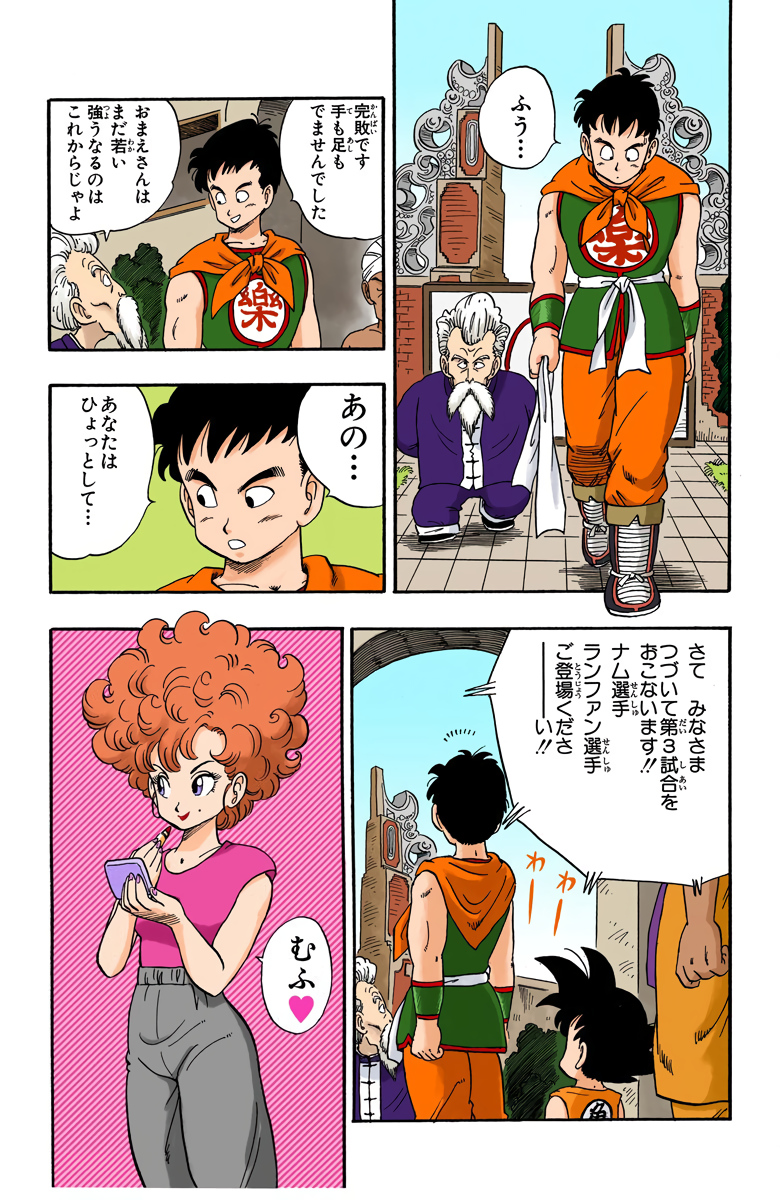 ふう…
完敗です
手も足も
でませんでした
おまえさんは
まだ若い
強うなるのは
これからじゃよ
あの…
あなたは
ひょっとして…
さて みなさま
つづいて第3試合を
おこないます!!
ナム選手
ランファン選手
ご登場くださ
――い!!
わー
わー
むふ♥
樂
樂
亀